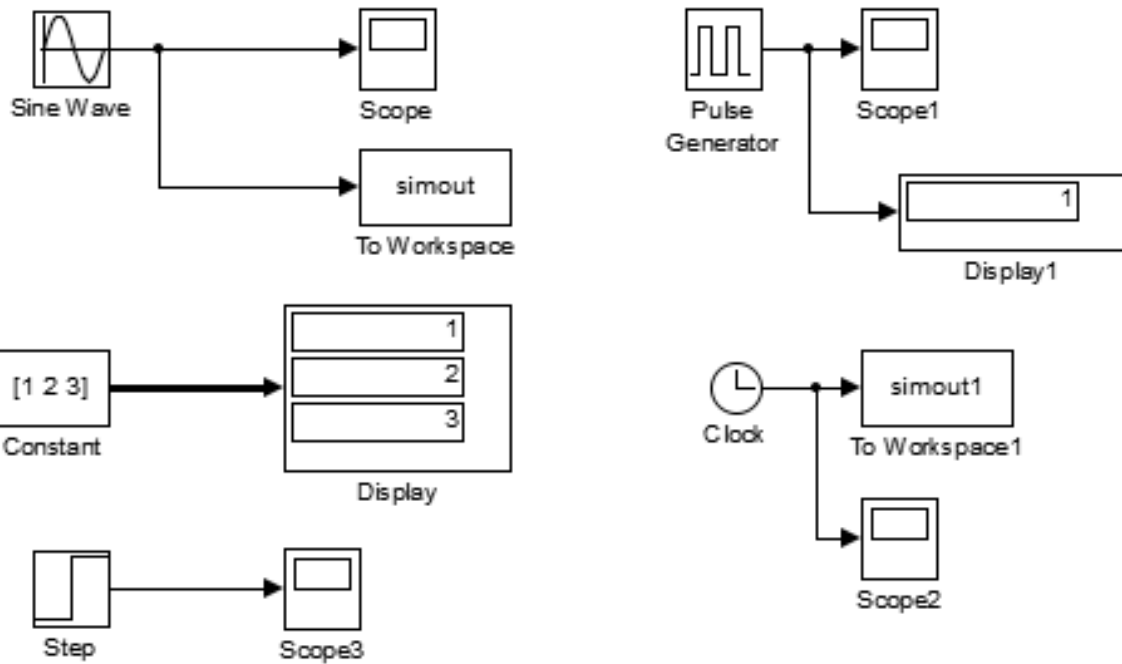 Sine Wave
Scope
simout
To Workspace
[1 2 3]
Constant
1
2
3
Display
Step
Scope3
Pulse
Generator
Scope1
1
Display1
Clock
simout1
To Workspace1
Scope2